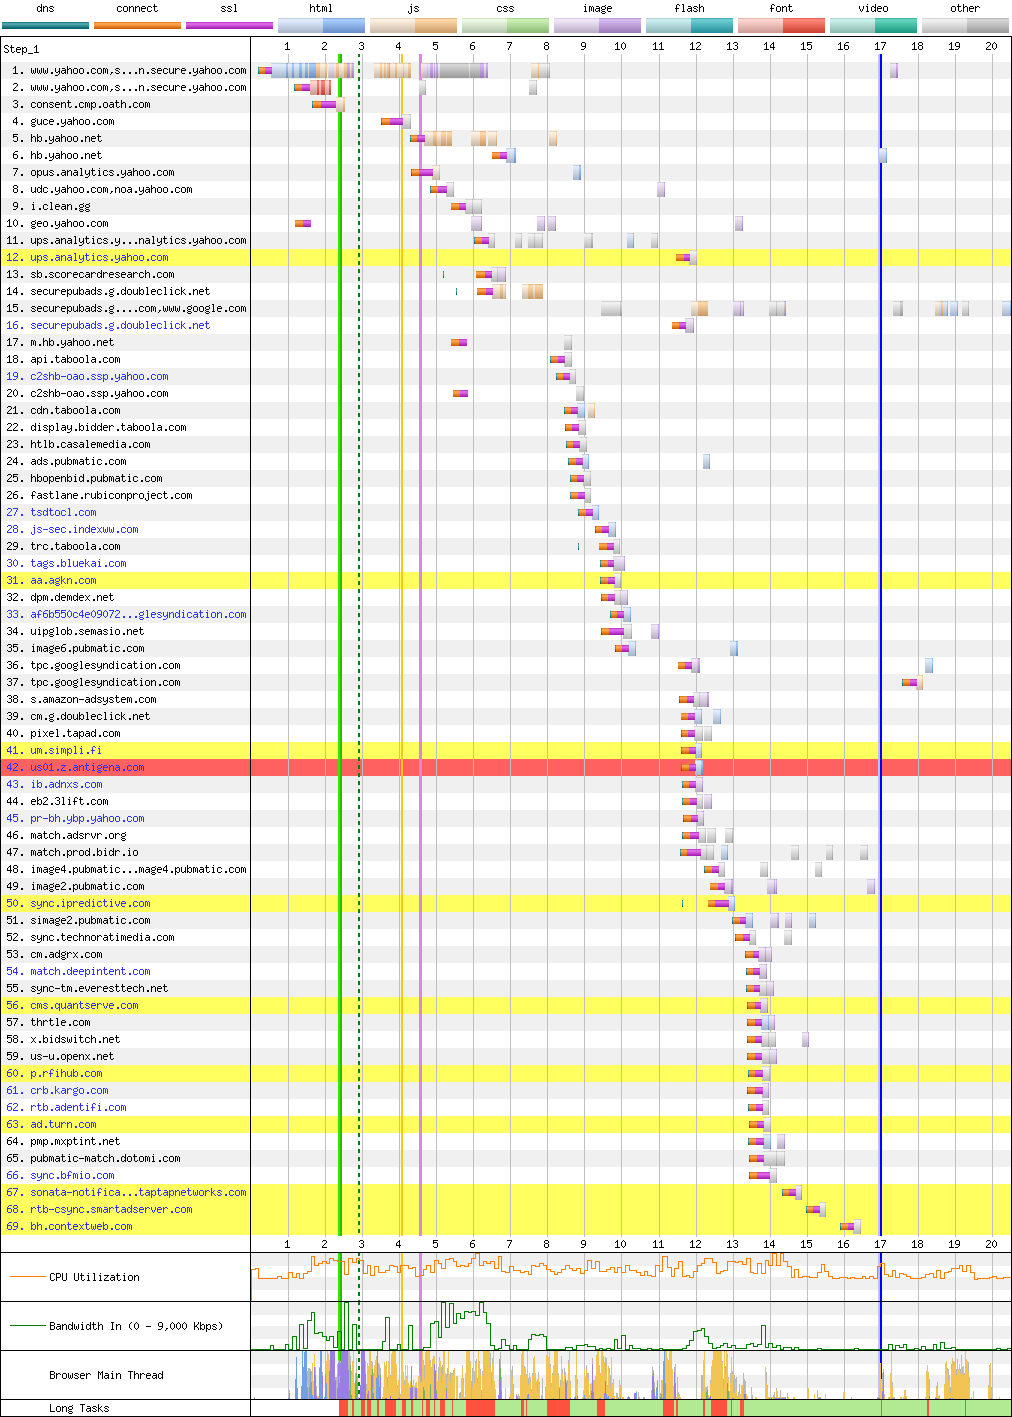 dns connect ssl html js css image flash font video other
Step_1 1 2 3 4 5 6 7 8 9 10 11 12 13 14 15 16 17 18 19 20
1. www.yahoo.com,s...n.secure.yahoo.com
2. www.yahoo.com,s...n.secure.yahoo.com
3. consent.cmp.oath.com
4. guce.yahoo.com
5. hb.yahoo.net
6. hb.yahoo.net
7. opus.analytics.yahoo.com
8. udc.yahoo.com,noa.yahoo.com
9. i.clean.gg
10. geo.yahoo.com
11. ups.analytics.y...nalytics.yahoo.com
12. ups.analytics.yahoo.com
13. sb.scorecardresearch.com
14. securepubads.g.doubleclick.net
15. securepubads.g....com,www.google.com
16. securepubads.g.doubleclick.net
17. m.hb.yahoo.net
18. api.taboola.com
19. c2shb-oao.ssp.yahoo.com
20. c2shb-oao.ssp.yahoo.com
21. cdn.taboola.com
22. display.bidder.taboola.com
23. htlb.casalemedia.com
24. ads.pubmatic.com
25. hbopenbid.pubmatic.com
26. fastlane.rubiconproject.com
27. tsdtocl.com
28. js-sec.indexww.com
29. trc.taboola.com
30. tags.bluekai.com
31. aa.agkn.com
32. dpm.demdex.net
33. af6b550c4e09072...glesyndication.com
34. uipglob.semasio.net
35. image6.pubmatic.com
36. tpc.googlesyndication.com
37. tpc.googlesyndication.com
38. s.amazon-adsystem.com
39. cm.g.doubleclick.net
40. pixel.tapad.com
41. um.simpli.fi
42. us01.z.antigena.com
43. ib.adnxs.com
44. eb2.3lift.com
45. pr-bh.ybp.yahoo.com
46. match.adsrvr.org
47. match.prod.bidr.io
48. image4.pubmatic...mage4.pubmatic.com
49. image2.pubmatic.com
50. sync.ipredictive.com
51. simage2.pubmatic.com
52. sync.technoratimedia.com
53. cm.adgrx.com
54. match.deepintent.com
55. sync-tm.everesttech.net
56. cms.quantserve.com
57. thrtle.com
58. x.bidswitch.net
59. us-u.openx.net
60. p.rfihub.com
61. crb.kargo.com
62. rtb.adentifi.com
63. ad.turn.com
64. pmp.mxptint.net
65. pubmatic-match.dotomi.com
66. sync.bfmio.com
67. sonata-notifica...taptapnetworks.com
68. rtb-csync.smartadserver.com
69. bh.contextweb.com
1 2 3 4 5 6 7 8 9 10 11 12 13 14 15 16 17 18 19 20
CPU Utilization
Bandwidth In (0 - 9,000 Kbps)
Browser Main Thread
Long Tasks